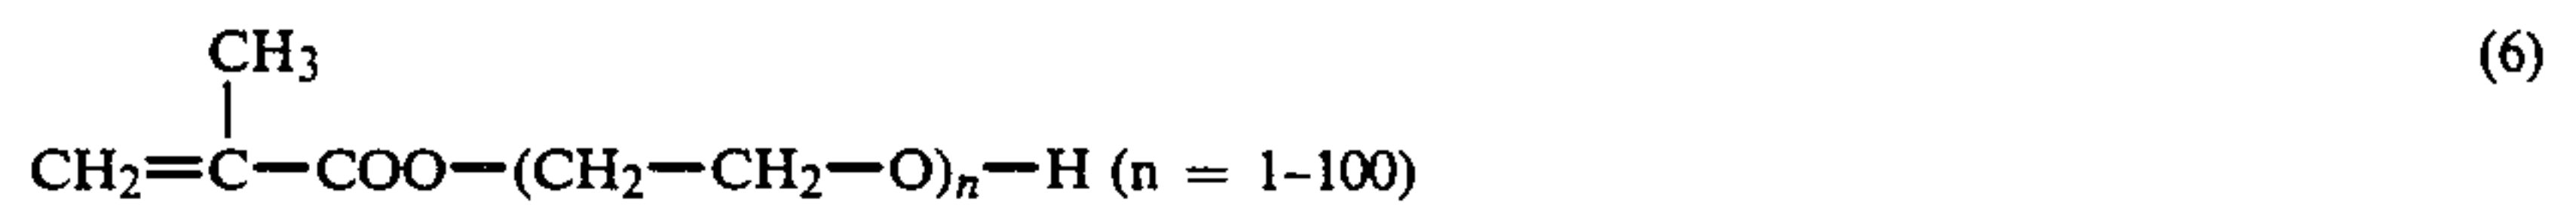 CH₃ (6)
CH₂=C—COO—(CH₂—CH₂—O)ₙ—H (n = 1–100)